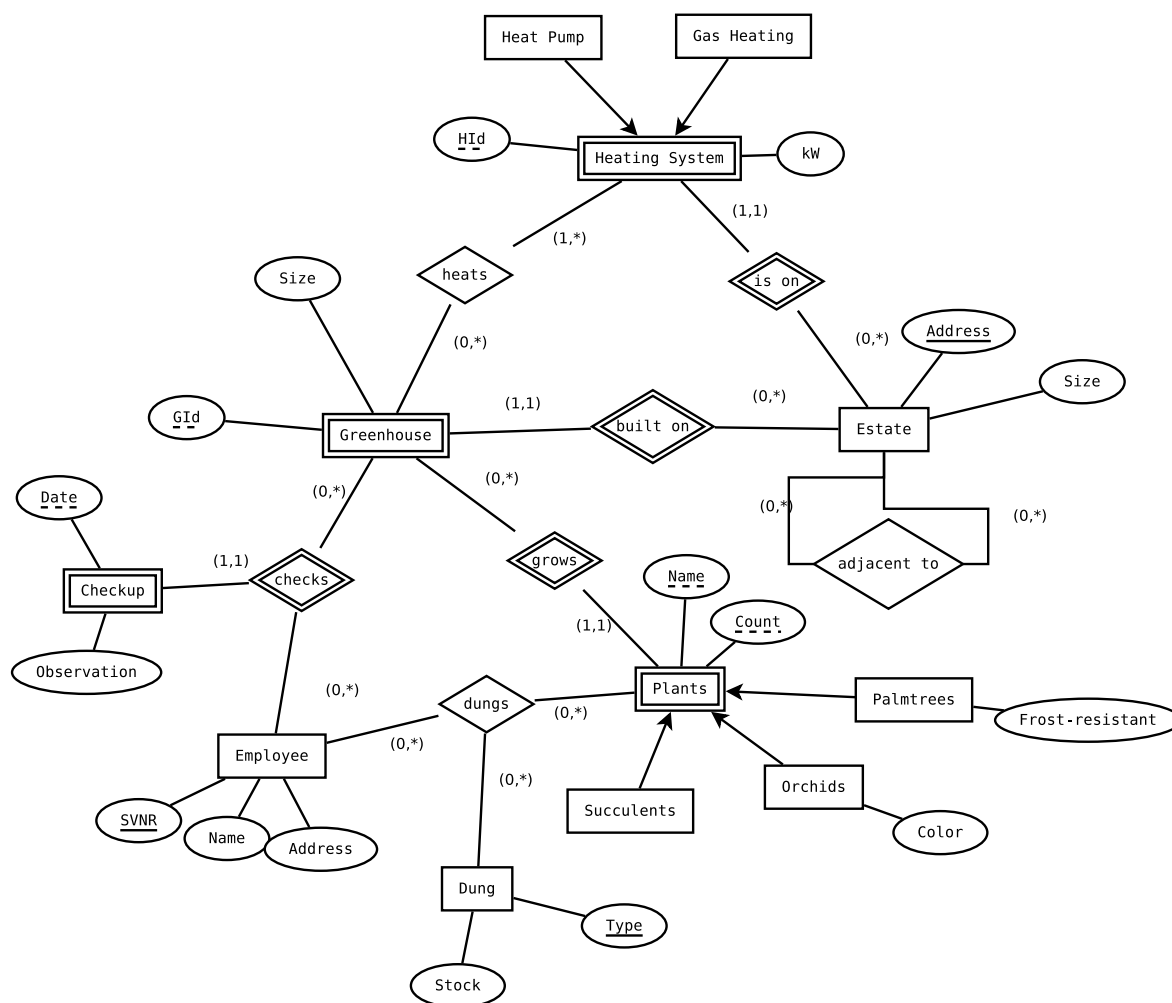 Heat Pump
Gas Heating
HId
Heating System
kW
(1,*)
(1,1)
heats
is on
Size
(0,*)
(0,*)
Address
Size
GId
Greenhouse
(1,1)
built on
(0,*)
Estate
(0,*)
(0,*)
(0,*)
(0,*)
adjacent to
Date
(1,1)
checks
grows
Checkup
Name
Count
(1,1)
Observation
(0,*)
dungs
(0,*)
Plants
Palmtrees
Frost-resistant
Employee
(0,*)
(0,*)
Succulents
Orchids
Color
SVNR
Name
Address
Dung
Type
Stock